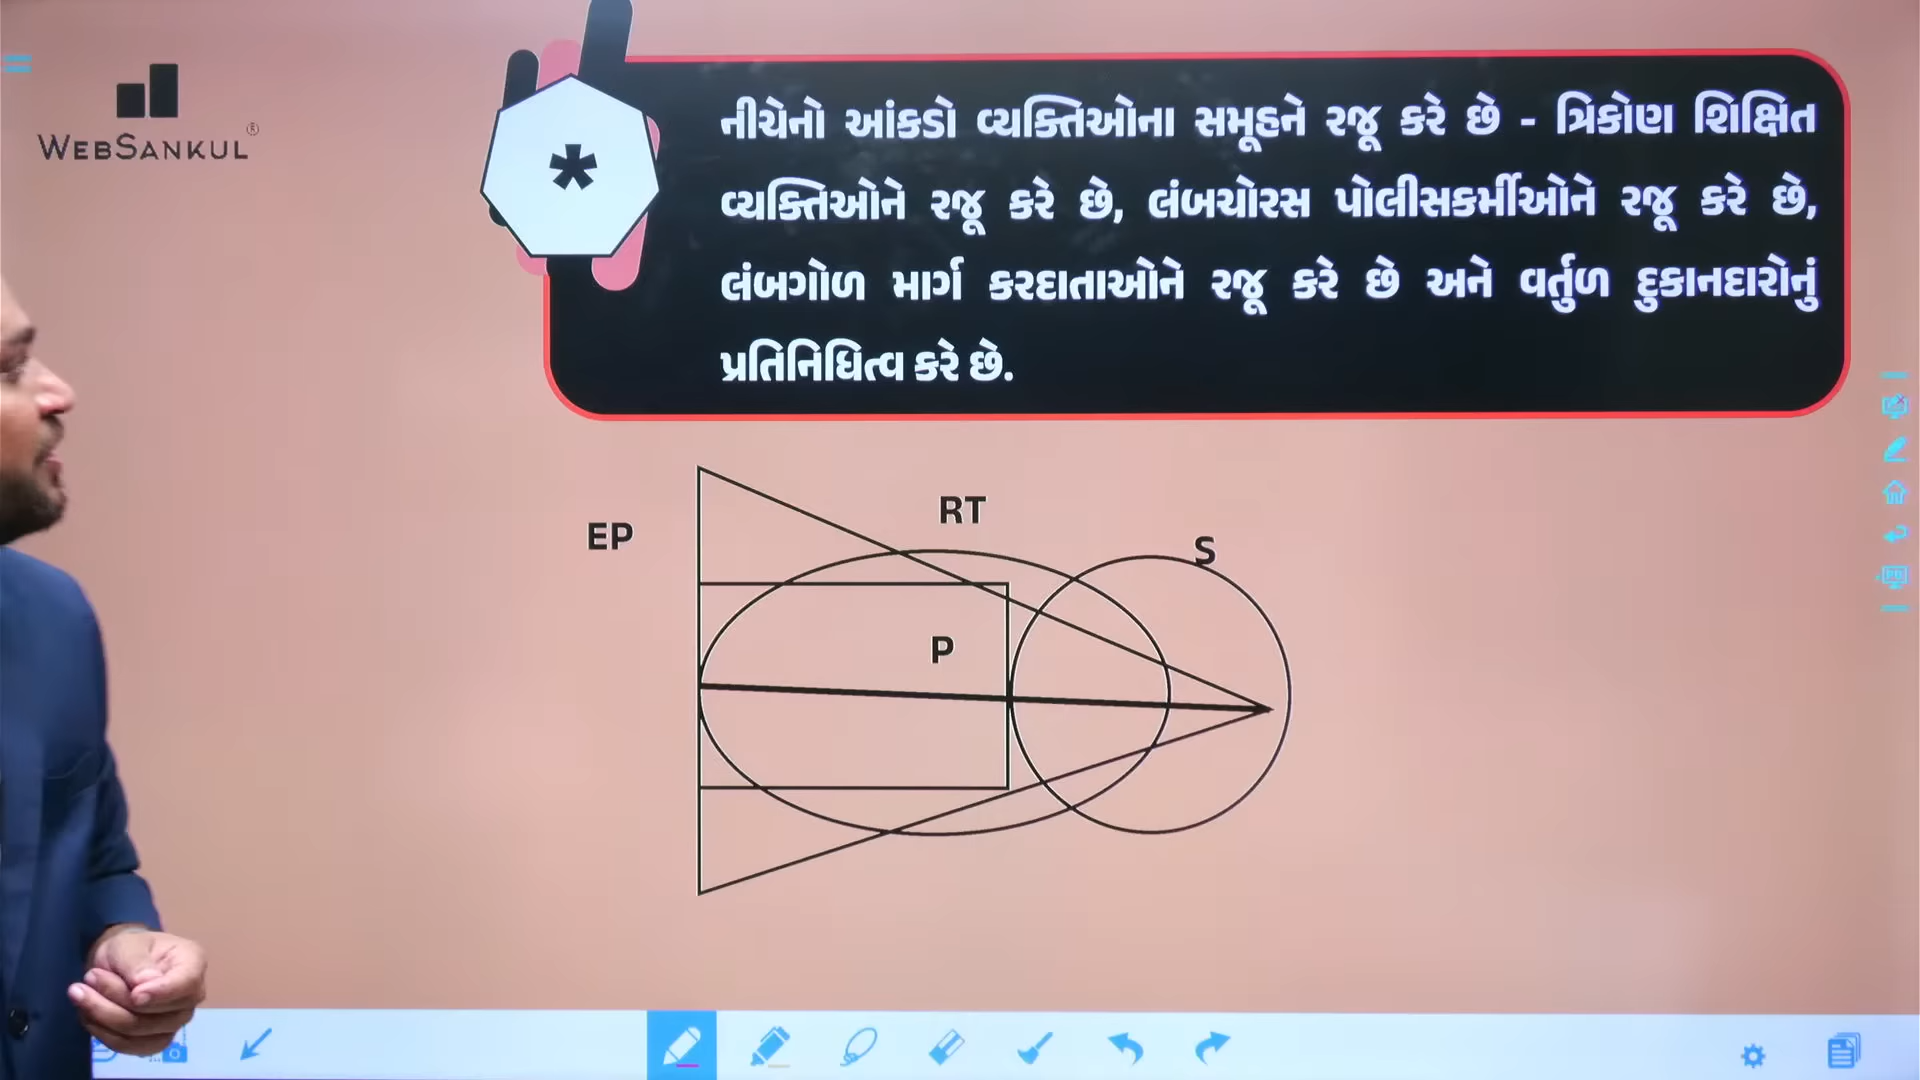 WEBSANKUL®
*
નીચેનો આંકડો વ્યક્તિઓના સમૂહને રજૂ કરે છે - ત્રિકોણ શિક્ષિત
વ્યક્તિઓને રજૂ કરે છે, લંબચોરસ પોલીસકર્મીઓને રજૂ કરે છે,
લંબગોળ માર્ગ કરદાતાઓને રજૂ કરે છે અને વર્તુળ દુકાનદારોનું
પ્રતિનિધિત્વ કરે છે.
RT
EP
S
P